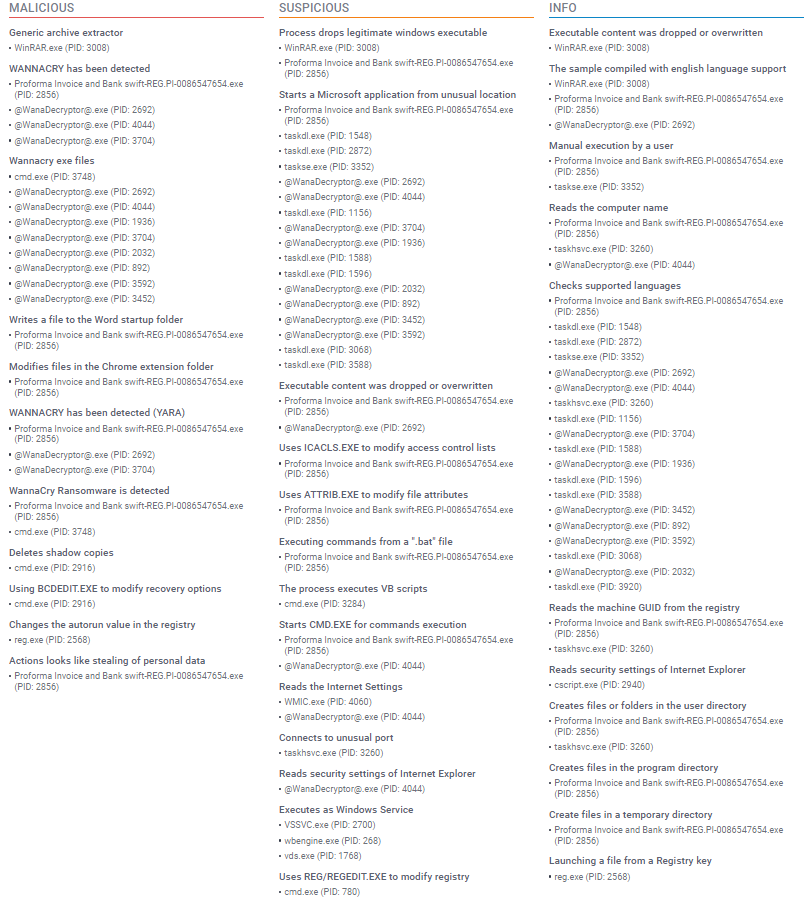 MALICIOUS
Generic archive extractor
• WinRAR.exe (PID: 3008)
WANNACRY has been detected
• Proforma Invoice and Bank swift-REG.PI-0086547654.exe
(PID: 2856)
• @WanaDecryptor@.exe (PID: 2692)
• @WanaDecryptor@.exe (PID: 4044)
• @WanaDecryptor@.exe (PID: 3704)
Wannacry exe files
• cmd.exe (PID: 3748)
• @WanaDecryptor@.exe (PID: 2692)
• @WanaDecryptor@.exe (PID: 4044)
• @WanaDecryptor@.exe (PID: 1936)
• @WanaDecryptor@.exe (PID: 3704)
• @WanaDecryptor@.exe (PID: 2032)
• @WanaDecryptor@.exe (PID: 892)
• @WanaDecryptor@.exe (PID: 3592)
• @WanaDecryptor@.exe (PID: 3452)
Writes a file to the Word startup folder
• Proforma Invoice and Bank swift-REG.PI-0086547654.exe
(PID: 2856)
Modifies files in the Chrome extension folder
• Proforma Invoice and Bank swift-REG.PI-0086547654.exe
(PID: 2856)
WANNACRY has been detected (YARA)
• Proforma Invoice and Bank swift-REG.PI-0086547654.exe
(PID: 2856)
• @WanaDecryptor@.exe (PID: 2692)
• @WanaDecryptor@.exe (PID: 3704)
WannaCry Ransomware is detected
• Proforma Invoice and Bank swift-REG.PI-0086547654.exe
(PID: 2856)
• cmd.exe (PID: 3748)
Deletes shadow copies
• cmd.exe (PID: 2916)
Using BCDEDIT.EXE to modify recovery options
• cmd.exe (PID: 2916)
Changes the autorun value in the registry
• reg.exe (PID: 2568)
Actions looks like stealing of personal data
• Proforma Invoice and Bank swift-REG.PI-0086547654.exe
(PID: 2856)
SUSPICIOUS
Process drops legitimate windows executable
• WinRAR.exe (PID: 3008)
• Proforma Invoice and Bank swift-REG.PI-0086547654.exe
(PID: 2856)
Starts a Microsoft application from unusual location
• Proforma Invoice and Bank swift-REG.PI-0086547654.exe
(PID: 2856)
• taskdl.exe (PID: 1548)
• taskdl.exe (PID: 2872)
• taskse.exe (PID: 3352)
• @WanaDecryptor@.exe (PID: 2692)
• @WanaDecryptor@.exe (PID: 4044)
• taskdl.exe (PID: 1156)
• @WanaDecryptor@.exe (PID: 3704)
• @WanaDecryptor@.exe (PID: 1936)
• taskdl.exe (PID: 1588)
• taskdl.exe (PID: 1596)
• @WanaDecryptor@.exe (PID: 2032)
• @WanaDecryptor@.exe (PID: 892)
• @WanaDecryptor@.exe (PID: 3452)
• @WanaDecryptor@.exe (PID: 3592)
• taskdl.exe (PID: 3068)
• taskdl.exe (PID: 3588)
Executable content was dropped or overwritten
• Proforma Invoice and Bank swift-REG.PI-0086547654.exe
(PID: 2856)
• @WanaDecryptor@.exe (PID: 2692)
Uses ICACLS.EXE to modify access control lists
• Proforma Invoice and Bank swift-REG.PI-0086547654.exe
(PID: 2856)
Uses ATTRIB.EXE to modify file attributes
• Proforma Invoice and Bank swift-REG.PI-0086547654.exe
(PID: 2856)
Executing commands from a ".bat" file
• Proforma Invoice and Bank swift-REG.PI-0086547654.exe
(PID: 2856)
The process executes VB scripts
• cmd.exe (PID: 3284)
Starts CMD.EXE for commands execution
• Proforma Invoice and Bank swift-REG.PI-0086547654.exe
(PID: 2856)
• @WanaDecryptor@.exe (PID: 4044)
Reads the Internet Settings
• WMIC.exe (PID: 4060)
• @WanaDecryptor@.exe (PID: 4044)
Connects to unusual port
• taskhsvc.exe (PID: 3260)
Reads security settings of Internet Explorer
• @WanaDecryptor@.exe (PID: 4044)
Executes as Windows Service
• VSSVC.exe (PID: 2700)
• wbengine.exe (PID: 268)
• vds.exe (PID: 1768)
Uses REG/REGEDIT.EXE to modify registry
• cmd.exe (PID: 780)
INFO
Executable content was dropped or overwritten
• WinRAR.exe (PID: 3008)
The sample compiled with english language support
• WinRAR.exe (PID: 3008)
• Proforma Invoice and Bank swift-REG.PI-0086547654.exe
(PID: 2856)
• @WanaDecryptor@.exe (PID: 2692)
Manual execution by a user
• Proforma Invoice and Bank swift-REG.PI-0086547654.exe
(PID: 2856)
• taskse.exe (PID: 3352)
Reads the computer name
• Proforma Invoice and Bank swift-REG.PI-0086547654.exe
(PID: 2856)
• taskhsvc.exe (PID: 3260)
• @WanaDecryptor@.exe (PID: 4044)
Checks supported languages
• Proforma Invoice and Bank swift-REG.PI-0086547654.exe
(PID: 2856)
• taskdl.exe (PID: 1548)
• taskdl.exe (PID: 2872)
• taskse.exe (PID: 3352)
• @WanaDecryptor@.exe (PID: 2692)
• @WanaDecryptor@.exe (PID: 4044)
• taskhsvc.exe (PID: 3260)
• taskdl.exe (PID: 1156)
• @WanaDecryptor@.exe (PID: 3704)
• taskdl.exe (PID: 1588)
• @WanaDecryptor@.exe (PID: 1936)
• taskdl.exe (PID: 1596)
• taskdl.exe (PID: 3588)
• @WanaDecryptor@.exe (PID: 3452)
• @WanaDecryptor@.exe (PID: 892)
• @WanaDecryptor@.exe (PID: 3592)
• taskdl.exe (PID: 3068)
• @WanaDecryptor@.exe (PID: 2032)
• taskdl.exe (PID: 3920)
Reads the machine GUID from the registry
• Proforma Invoice and Bank swift-REG.PI-0086547654.exe
(PID: 2856)
• taskhsvc.exe (PID: 3260)
Reads security settings of Internet Explorer
• cscript.exe (PID: 2940)
Creates files or folders in the user directory
• Proforma Invoice and Bank swift-REG.PI-0086547654.exe
(PID: 2856)
• taskhsvc.exe (PID: 3260)
Creates files in the program directory
• Proforma Invoice and Bank swift-REG.PI-0086547654.exe
(PID: 2856)
Create files in a temporary directory
• Proforma Invoice and Bank swift-REG.PI-0086547654.exe
(PID: 2856)
Launching a file from a Registry key
• reg.exe (PID: 2568)